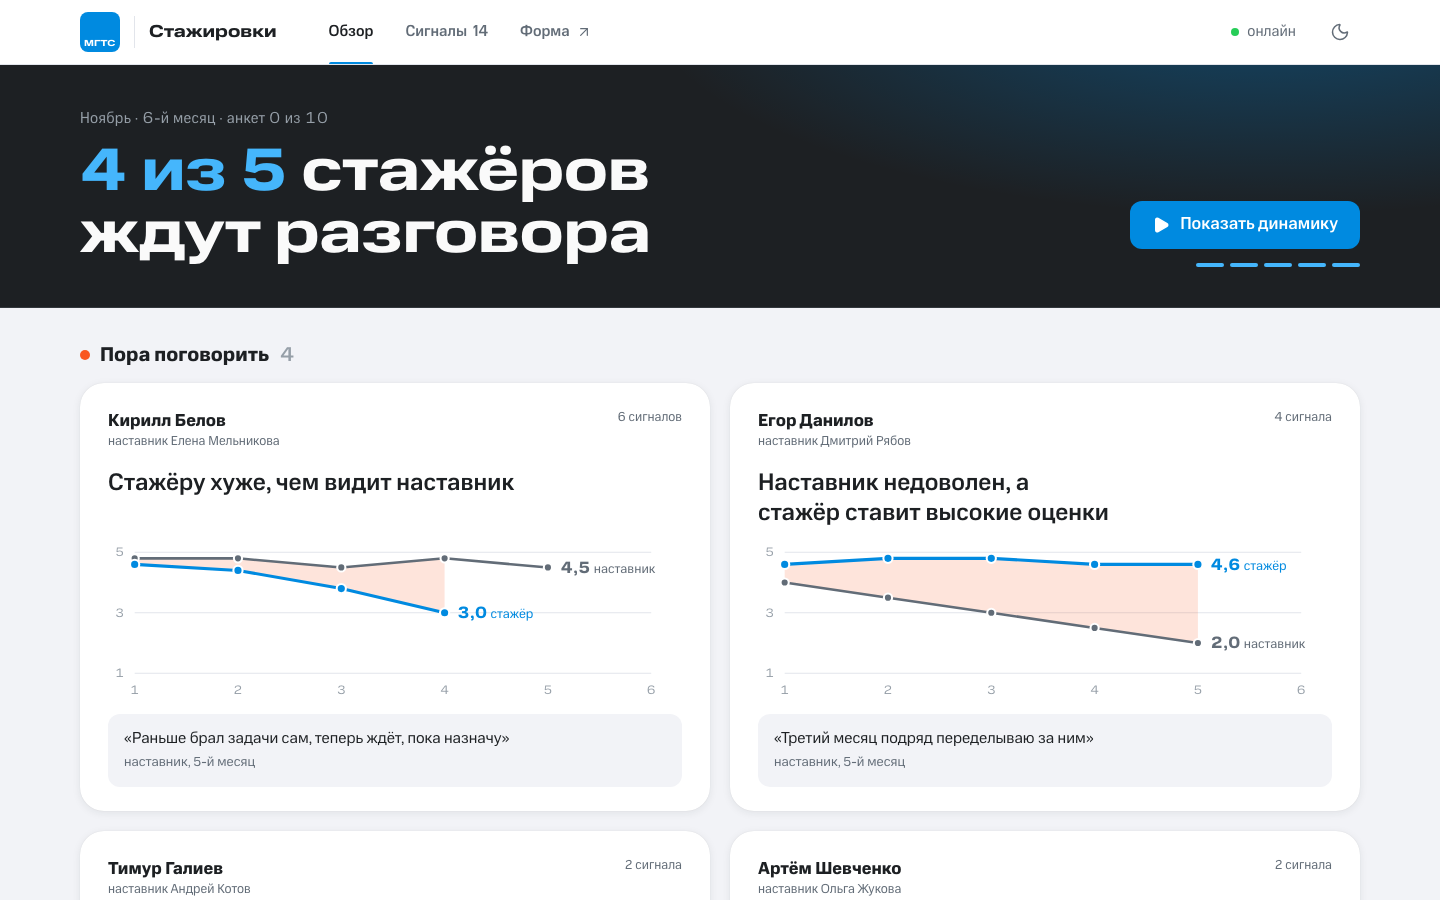 МГТС
Стажировки
Обзор
Сигналы 14
Форма
онлайн
Ноябрь · 6-й месяц · анкет 0 из 10
4 из 5 стажёров
ждут разговора
Показать динамику
Пора поговорить 4
Кирилл Белов
6 сигналов
наставник Елена Мельникова
Стажёру хуже, чем видит наставник
5
3
1
4,5 наставник
3,0 стажёр
1 2 3 4 5 6
«Раньше брал задачи сам, теперь ждёт, пока назначу»
наставник, 5-й месяц
Егор Данилов
4 сигнала
наставник Дмитрий Рябов
Наставник недоволен, а
стажёр ставит высокие оценки
5
3
1
4,6 стажёр
2,0 наставник
1 2 3 4 5 6
«Третий месяц подряд переделываю за ним»
наставник, 5-й месяц
Тимур Галиев
2 сигнала
наставник Андрей Котов
Артём Шевченко
2 сигнала
наставник Ольга Жукова